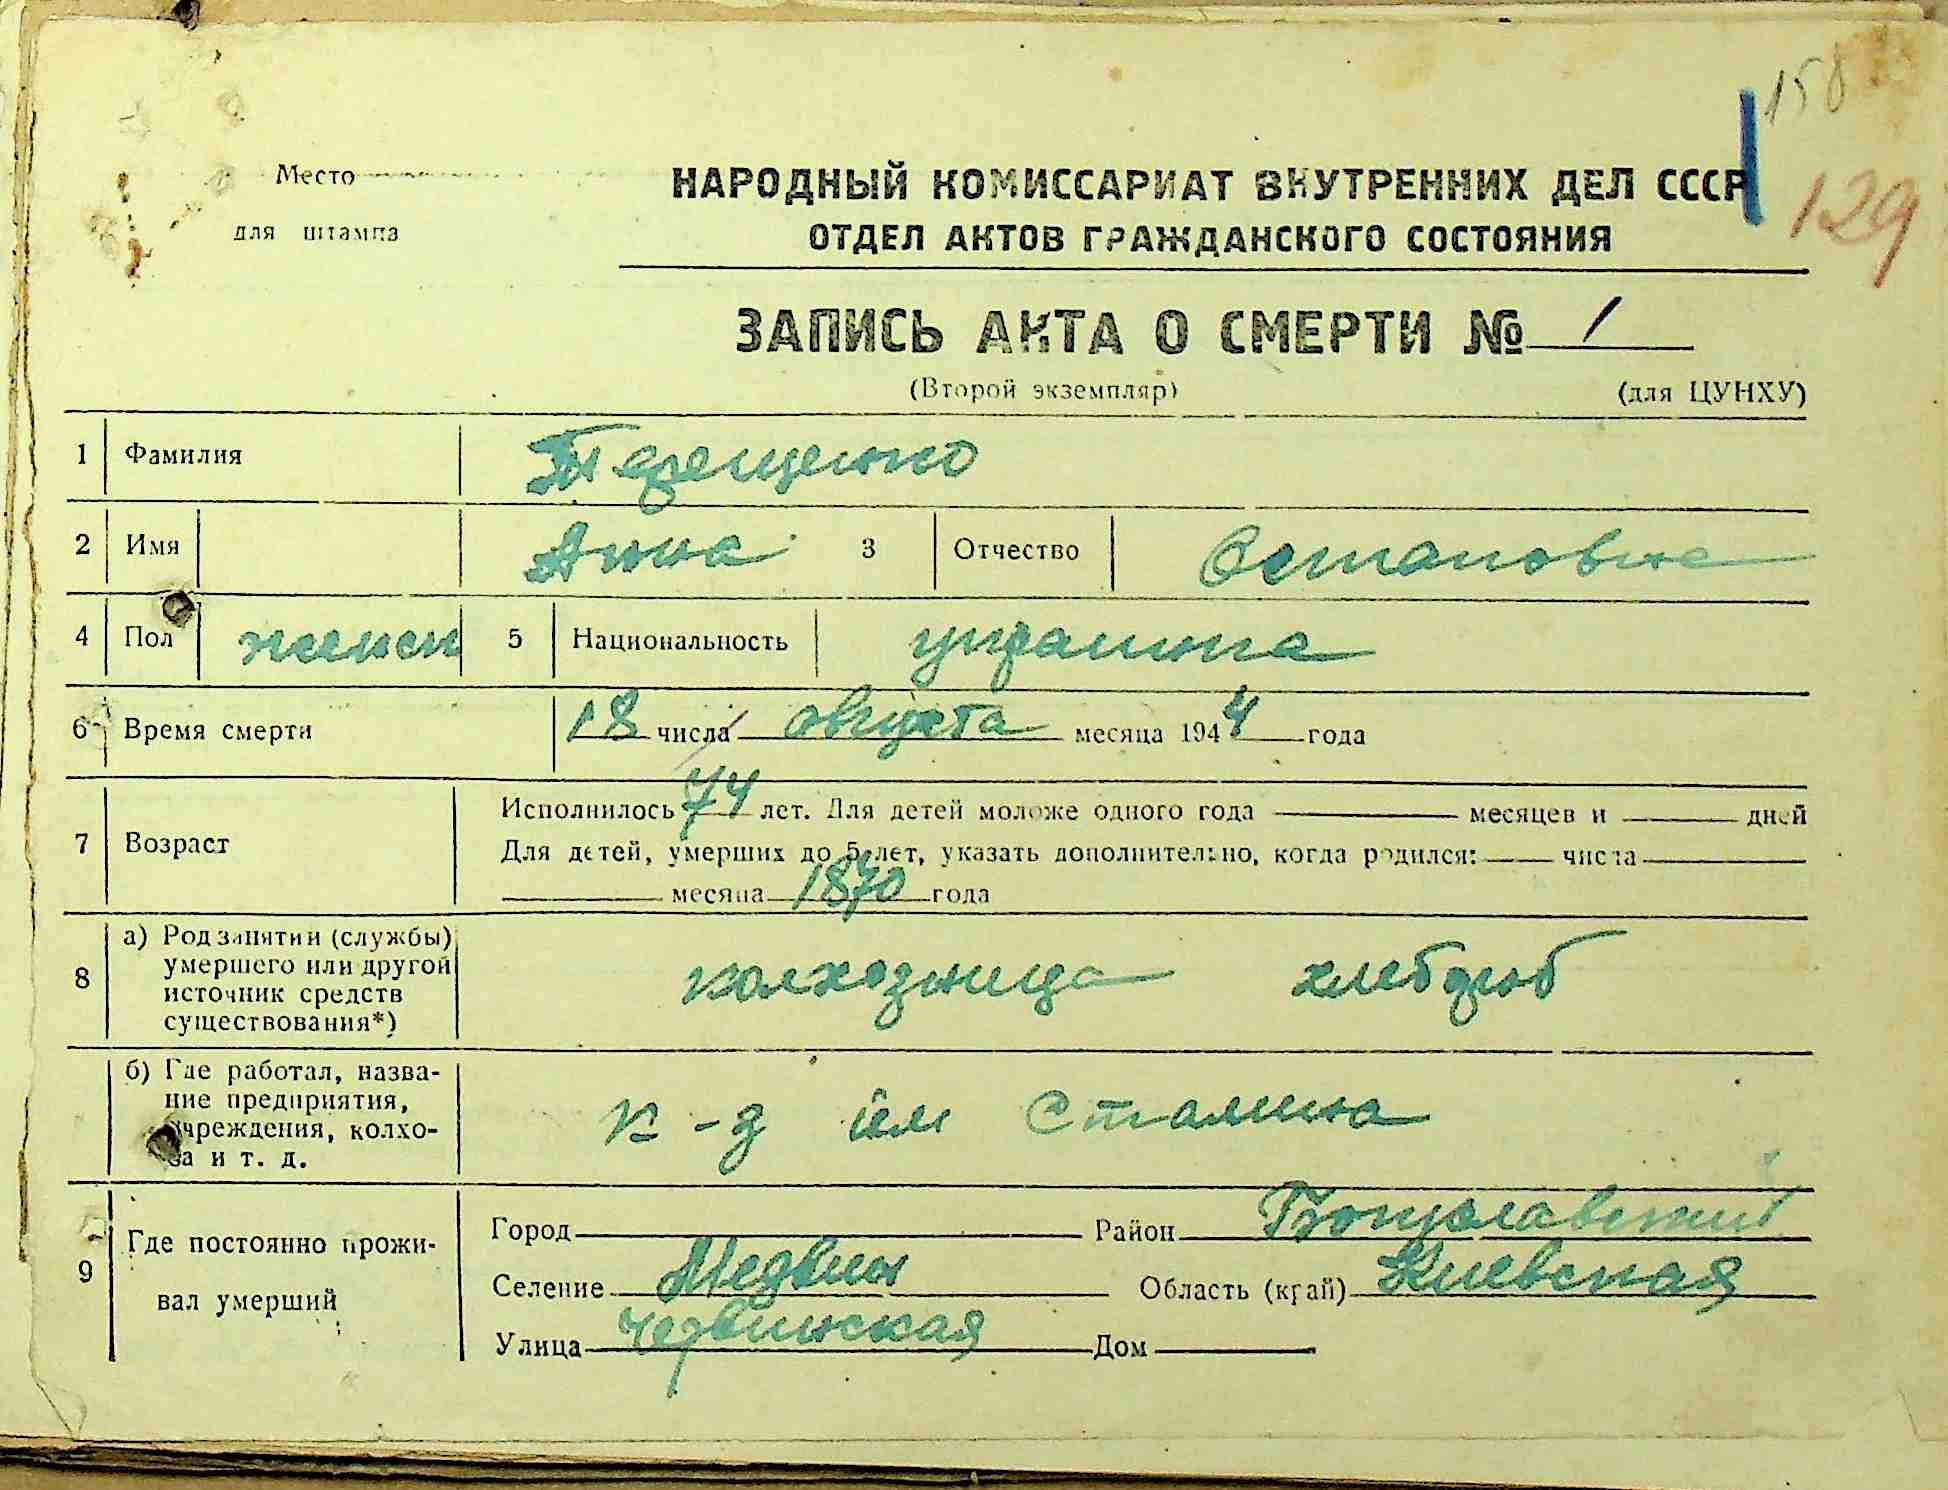 158
129
Место
для штампа
НАРОДНЫЙ КОМИССАРИАТ ВНУТРЕННИХ ДЕЛ СССР
ОТДЕЛ АКТОВ ГРАЖДАНСКОГО СОСТОЯНИЯ
ЗАПИСЬ АКТА О СМЕРТИ № 1
(Второй экземпляр) (для ЦУНХУ)
1 Фамилия Терещенко
2 Имя Анна 3 Отчество Остаповна
4 Пол женск 5 Национальность украинка
6 Время смерти 18 числа августа месяца 1944 года
7 Возраст Исполнилось 74 лет. Для детей моложе одного года месяцев и дней
Для детей, умерших до 5 лет, указать дополнительно, когда родился: числа
месяца 1870 года
8 а) Род занятий (службы) умершего или другой источник средств существования*) колхозница хлебороб
б) Где работал, название предприятия, учреждения, колхоза и т. д. к-з им Сталина
9 Где постоянно проживал умерший
Город Район Богуславский
Селение Медвин Область (край) Киевская
Улица Червинская Дом